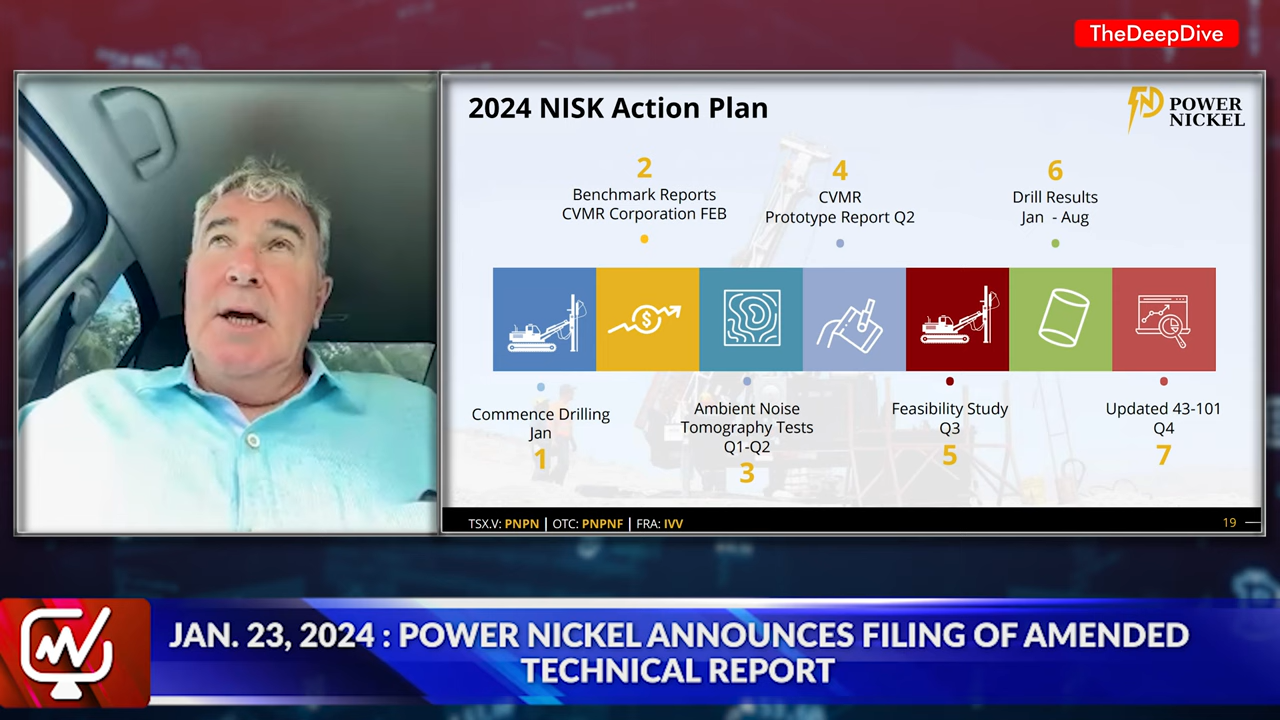 TheDeepDive
2024 NISK Action Plan
POWER
NICKEL
2
Benchmark Reports
CVMR Corporation FEB
4
CVMR
Prototype Report Q2
6
Drill Results
Jan - Aug
Commence Drilling
Jan
1
Ambient Noise
Tomography Tests
Q1-Q2
3
Feasibility Study
Q3
5
Updated 43-101
Q4
7
TSX.V: PNPN | OTC: PNPNF | FRA: IVV
19
JAN. 23, 2024 : POWER NICKEL ANNOUNCES FILING OF AMENDED
TECHNICAL REPORT